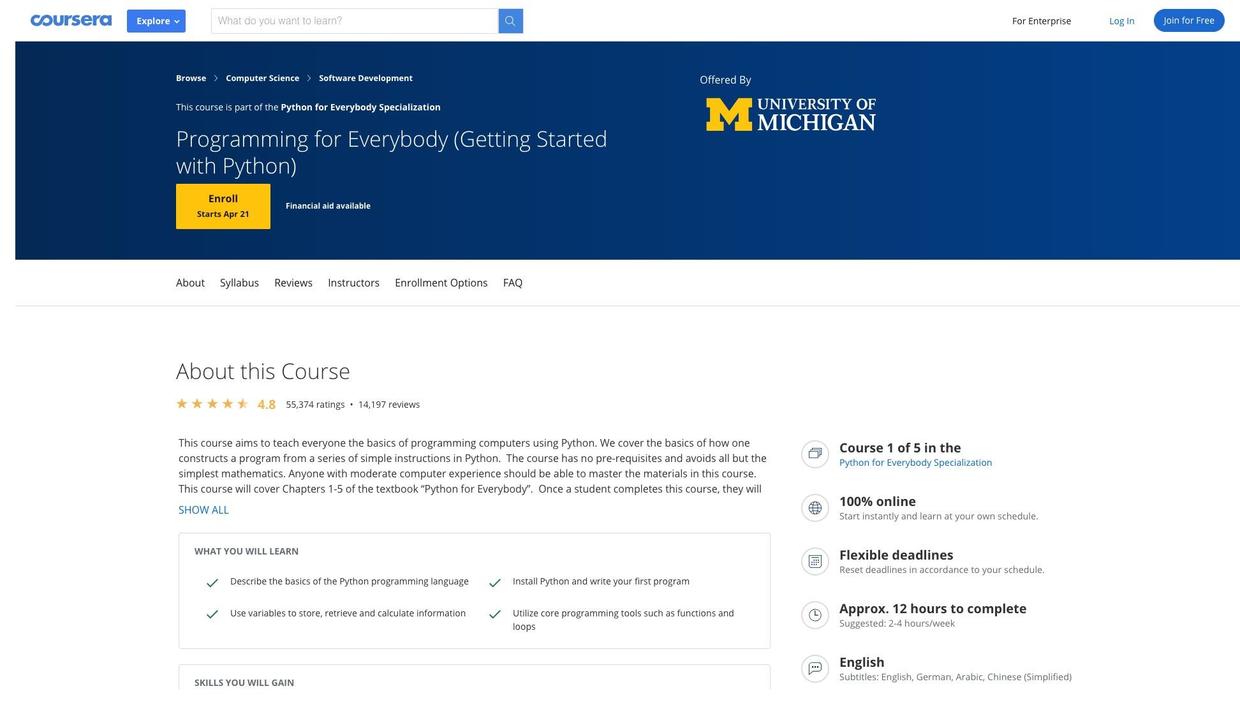 coursera
Explore
What do you want to learn?
For Enterprise
Log In
Join for Free
Browse
Computer Science
Software Development
This course is part of the Python for Everybody Specialization
Programming for Everybody (Getting Started
with Python)
Enroll
Starts Apr 21
Financial aid available
Offered By
M UNIVERSITY OF
MICHIGAN
About Syllabus Reviews Instructors Enrollment Options FAQ
About this Course
4.8 55,374 ratings • 14,197 reviews
This course aims to teach everyone the basics of programming computers using Python. We cover the basics of how one
constructs a program from a series of simple instructions in Python.  The course has no pre-requisites and avoids all but the
simplest mathematics. Anyone with moderate computer experience should be able to master the materials in this course.
This course will cover Chapters 1-5 of the textbook “Python for Everybody”.  Once a student completes this course, they will
SHOW ALL
WHAT YOU WILL LEARN
Describe the basics of the Python programming language
Install Python and write your first program
Use variables to store, retrieve and calculate information
Utilize core programming tools such as functions and
loops
SKILLS YOU WILL GAIN
Course 1 of 5 in the
Python for Everybody Specialization
100% online
Start instantly and learn at your own schedule.
Flexible deadlines
Reset deadlines in accordance to your schedule.
Approx. 12 hours to complete
Suggested: 2-4 hours/week
English
Subtitles: English, German, Arabic, Chinese (Simplified)